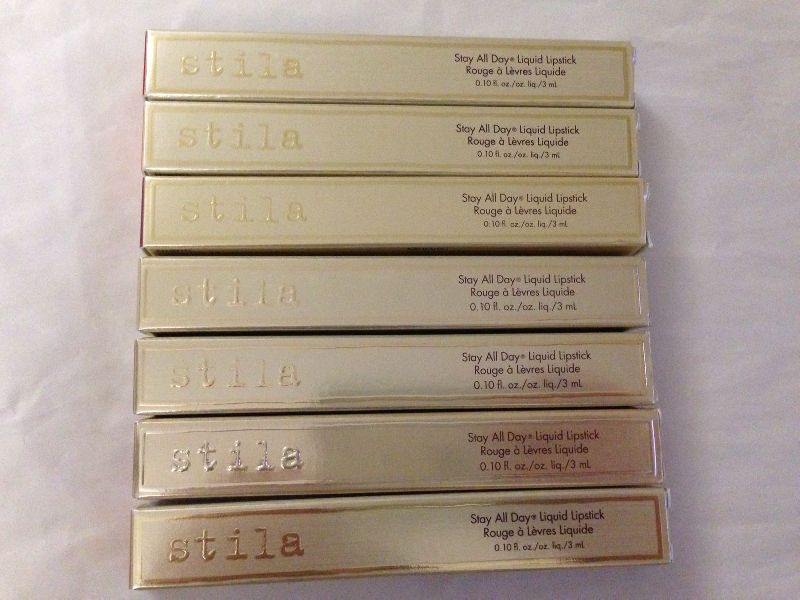 stila
Stay All Day® Liquid Lipstick
Rouge à Lèvres Liquide
0.10 fl. oz./oz. liq./3 mL
stila
Stay All Day® Liquid Lipstick
Rouge à Lèvres Liquide
0.10 fl. oz./oz. liq./3 mL
stila
Stay All Day® Liquid Lipstick
Rouge à Lèvres Liquide
0.10 fl. oz./oz. liq./3 mL
stila
Stay All Day® Liquid Lipstick
Rouge à Lèvres Liquide
0.10 fl. oz./oz. liq./3 mL
stila
Stay All Day® Liquid Lipstick
Rouge à Lèvres Liquide
0.10 fl. oz./oz. liq./3 mL
stila
Stay All Day® Liquid Lipstick
Rouge à Lèvres Liquide
0.10 fl. oz./oz. liq./3 mL
stila
Stay All Day® Liquid Lipstick
Rouge à Lèvres Liquide
0.10 fl. oz./oz. liq./3 mL